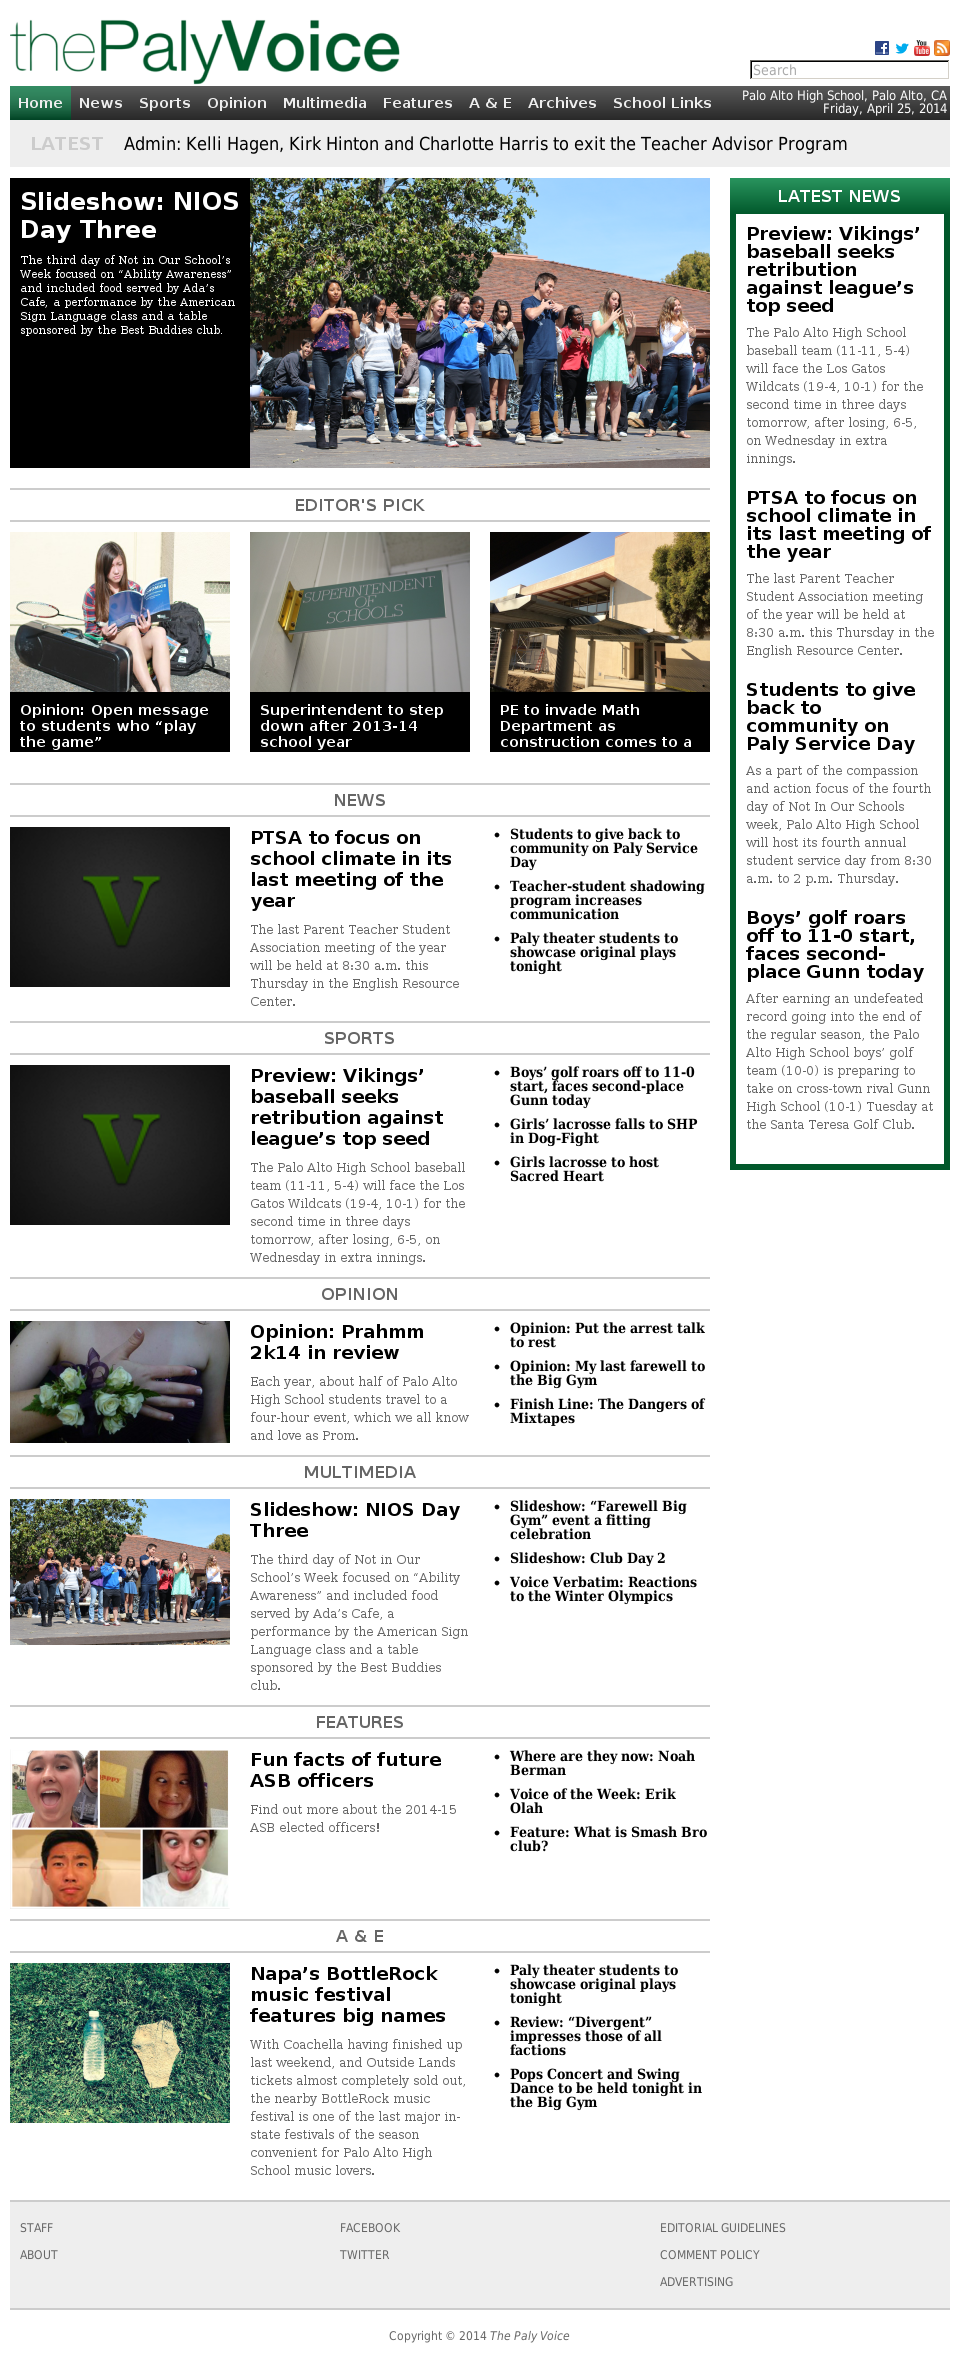 thePalyVoice
Search
Home News Sports Opinion Multimedia Features A & E Archives School Links
Palo Alto High School, Palo Alto, CA
Friday, April 25, 2014
LATEST Admin: Kelli Hagen, Kirk Hinton and Charlotte Harris to exit the Teacher Advisor Program
Slideshow: NIOS
Day Three
The third day of Not in Our School's
Week focused on “Ability Awareness”
and included food served by Ada's
Cafe, a performance by the American
Sign Language class and a table
sponsored by the Best Buddies club.
EDITOR'S PICK
SUPERINTENDENT
OF
SCHOOLS
Opinion: Open message
to students who “play
the game”
Superintendent to step
down after 2013-14
school year
PE to invade Math
Department as
construction comes to a
NEWS
V
PTSA to focus on
school climate in its
last meeting of the
year
The last Parent Teacher Student
Association meeting of the year
will be held at 8:30 a.m. this
Thursday in the English Resource
Center.
• Students to give back to
community on Paly Service
Day
• Teacher-student shadowing
program increases
communication
• Paly theater students to
showcase original plays
tonight
SPORTS
V
Preview: Vikings’
baseball seeks
retribution against
league’s top seed
The Palo Alto High School baseball
team (11-11, 5-4) will face the Los
Gatos Wildcats (19-4, 10-1) for the
second time in three days
tomorrow, after losing, 6-5, on
Wednesday in extra innings.
• Boys’ golf roars off to 11-0
start, faces second-place
Gunn today
• Girls’ lacrosse falls to SHP
in Dog-Fight
• Girls lacrosse to host
Sacred Heart
OPINION
Opinion: Prahmm
2k14 in review
Each year, about half of Palo Alto
High School students travel to a
four-hour event, which we all know
and love as Prom.
• Opinion: Put the arrest talk
to rest
• Opinion: My last farewell to
the Big Gym
• Finish Line: The Dangers of
Mixtapes
MULTIMEDIA
Slideshow: NIOS Day
Three
The third day of Not in Our
School’s Week focused on “Ability
Awareness” and included food
served by Ada’s Cafe, a
performance by the American Sign
Language class and a table
sponsored by the Best Buddies
club.
• Slideshow: “Farewell Big
Gym” event a fitting
celebration
• Slideshow: Club Day 2
• Voice Verbatim: Reactions
to the Winter Olympics
FEATURES
Fun facts of future
ASB officers
Find out more about the 2014-15
ASB elected officers!
• Where are they now: Noah
Berman
• Voice of the Week: Erik
Olah
• Feature: What is Smash Bro
club?
A & E
Napa’s BottleRock
music festival
features big names
With Coachella having finished up
last weekend, and Outside Lands
tickets almost completely sold out,
the nearby BottleRock music
festival is one of the last major in-
state festivals of the season
convenient for Palo Alto High
School music lovers.
• Paly theater students to
showcase original plays
tonight
• Review: “Divergent”
impresses those of all
factions
• Pops Concert and Swing
Dance to be held tonight in
the Big Gym
LATEST NEWS
Preview: Vikings’
baseball seeks
retribution
against league’s
top seed
The Palo Alto High School
baseball team (11-11, 5-4)
will face the Los Gatos
Wildcats (19-4, 10-1) for the
second time in three days
tomorrow, after losing, 6-5,
on Wednesday in extra
innings.
PTSA to focus on
school climate in
its last meeting of
the year
The last Parent Teacher
Student Association meeting
of the year will be held at
8:30 a.m. this Thursday in the
English Resource Center.
Students to give
back to
community on
Paly Service Day
As a part of the compassion
and action focus of the fourth
day of Not In Our Schools
week, Palo Alto High School
will host its fourth annual
student service day from 8:30
a.m. to 2 p.m. Thursday.
Boys’ golf roars
off to 11-0 start,
faces second-
place Gunn today
After earning an undefeated
record going into the end of
the regular season, the Palo
Alto High School boys’ golf
team (10-0) is preparing to
take on cross-town rival Gunn
High School (10-1) Tuesday at
the Santa Teresa Golf Club.
STAFF
ABOUT
FACEBOOK
TWITTER
EDITORIAL GUIDELINES
COMMENT POLICY
ADVERTISING
Copyright © 2014 The Paly Voice